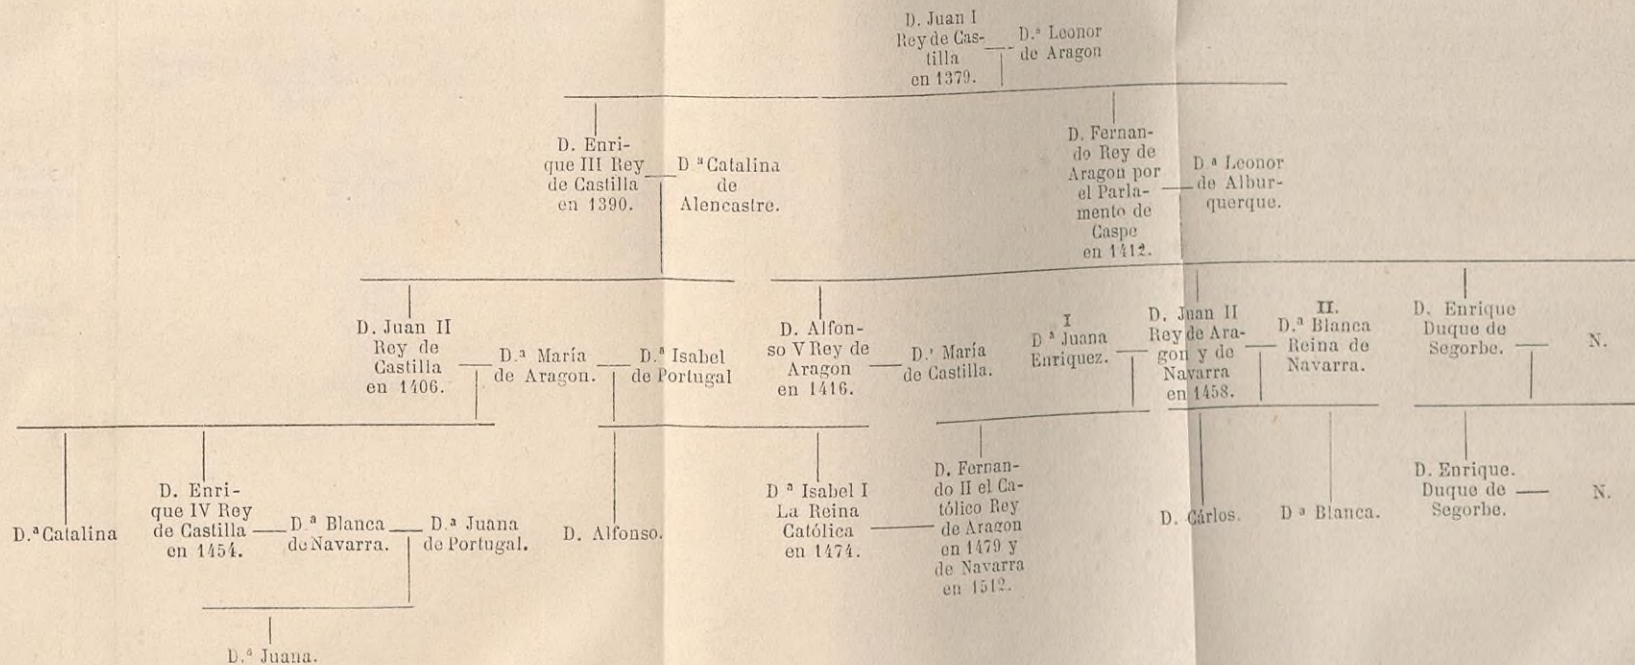 D. Juan I
Rey de Cas-
tilla
en 1379.
D.ª Leonor
de Aragon
D. Enri-
que III Rey
de Castilla
en 1390.
D ª Catalina
de
Alencastre.
D. Fernan-
do Rey de
Aragon por
el Parla-
mento de
Caspe
en 1412.
D ª Leonor
de Albur-
querque.
D. Juan II
Rey de
Castilla
en 1406.
D.ª María
de Aragon.
D.ª Isabel
de Portugal
D. Alfon-
so V Rey de
Aragon
en 1416.
D.ª María
de Castilla.
I
D ª Juana
Enriquez.
D. Juan II
Rey de Ara-
gon y de
Navarra
en 1458.
II.
D.ª Blanca
Reina de
Navarra.
D. Enrique
Duque de
Segorbe.
N.
D.ª Catalina
D. Enri-
que IV Rey
de Castilla
en 1454.
D.ª Blanca
de Navarra.
D.ª Juana
de Portugal.
D. Alfonso.
D ª Isabel I
La Reina
Católica
en 1474.
D. Fernan-
do II el Ca-
tólico Rey
de Aragon
en 1479 y
de Navarra
en 1512.
D. Cárlos.
D ª Blanca.
D. Enrique.
Duque de
Segorbe.
N.
D.ª Juana.